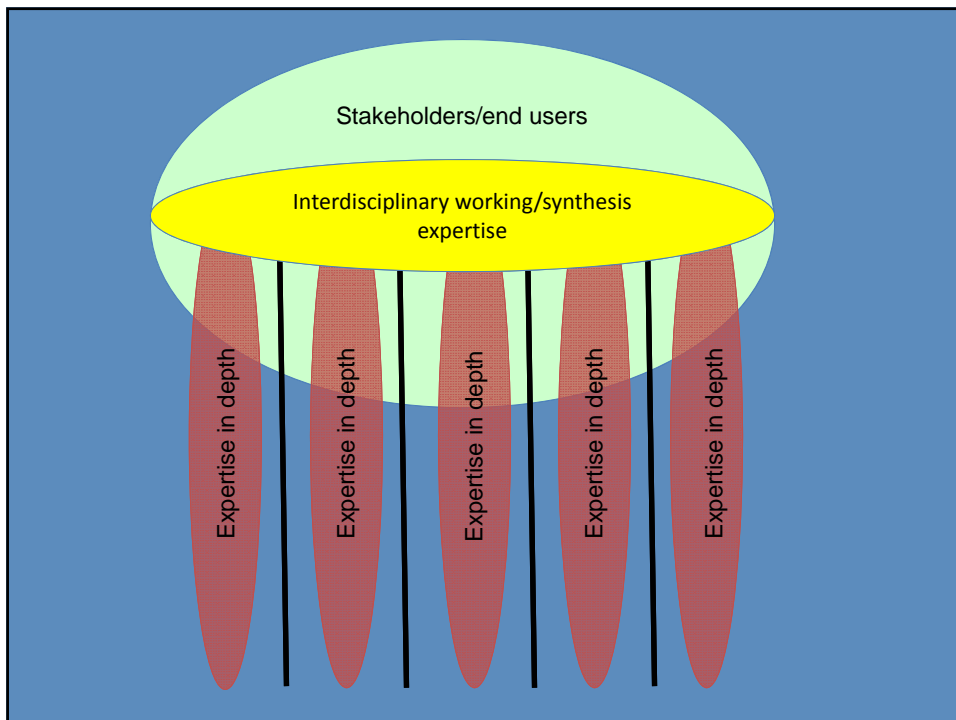 Stakeholders/end users
Interdisciplinary working/synthesis
expertise
Expertise in depth
Expertise in depth
Expertise in depth
Expertise in depth
Expertise in depth